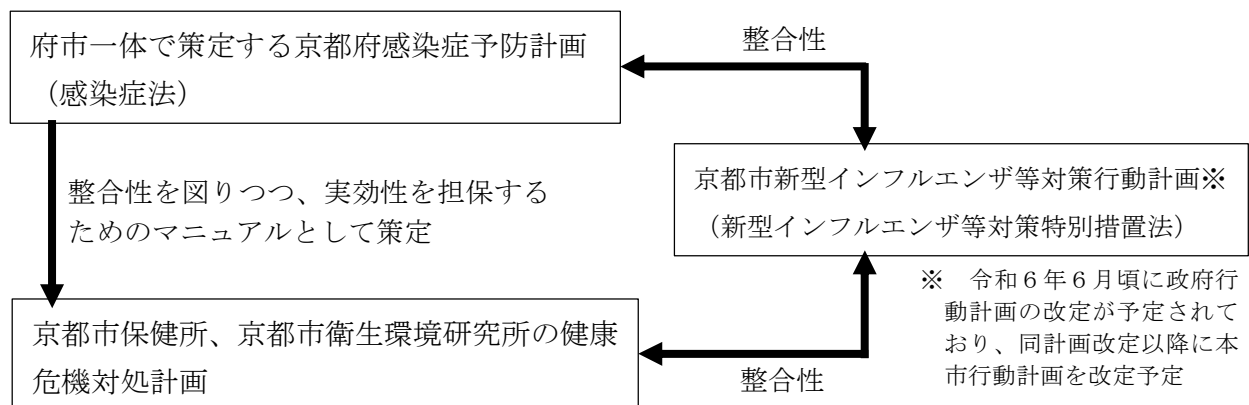 府市一体で策定する京都府感染症予防計画
（感染症法）
整合性
整合性を図りつつ、実効性を担保する
ためのマニュアルとして策定
京都市新型インフルエンザ等対策行動計画※
（新型インフルエンザ等対策特別措置法）
※　令和６年６月頃に政府行
動計画の改定が予定されて
おり、同計画改定以降に本
市行動計画を改定予定
京都市保健所、京都市衛生環境研究所の健康
危機対処計画
整合性